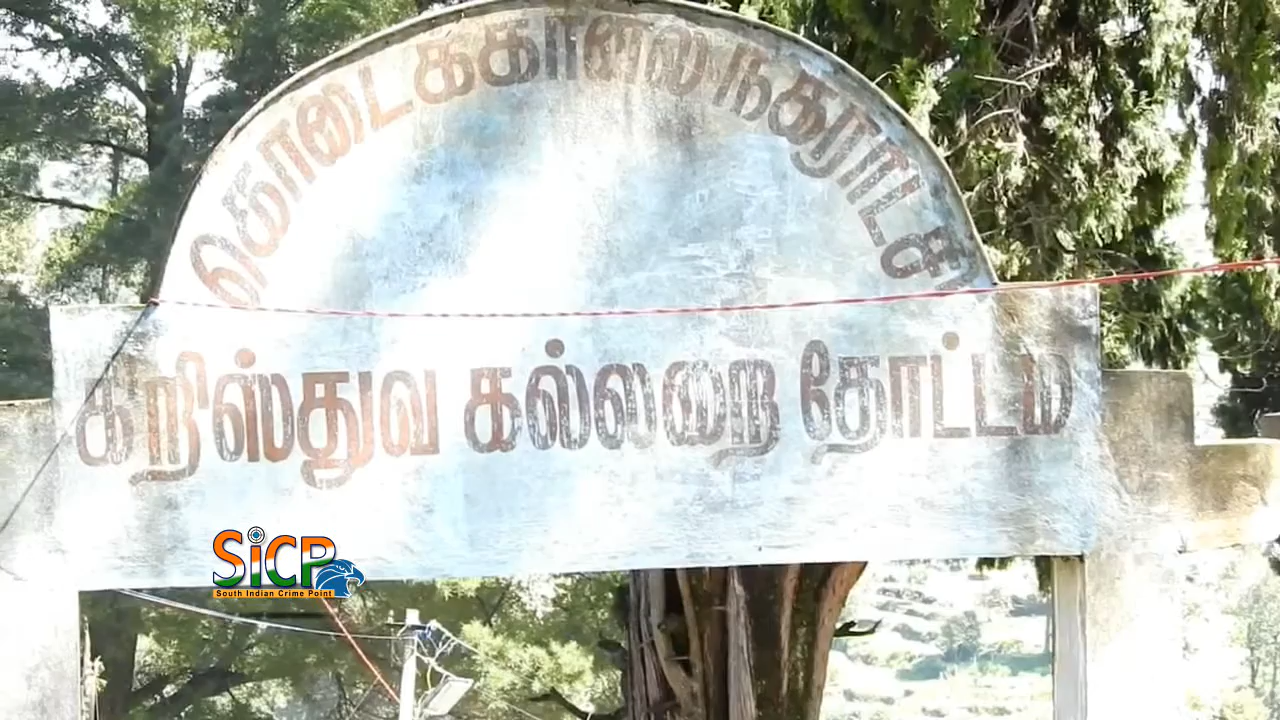 கொடைக்கானல் நகராட்சி
கிறிஸ்துவ கல்லறை தோட்டம்
SiCP
South Indian Crime Point